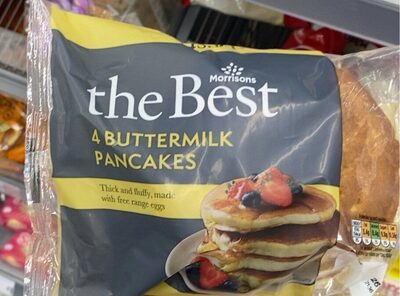 Morrisons
the Best
4 BUTTERMILK
PANCAKES
Thick and fluffy, made
with free range eggs